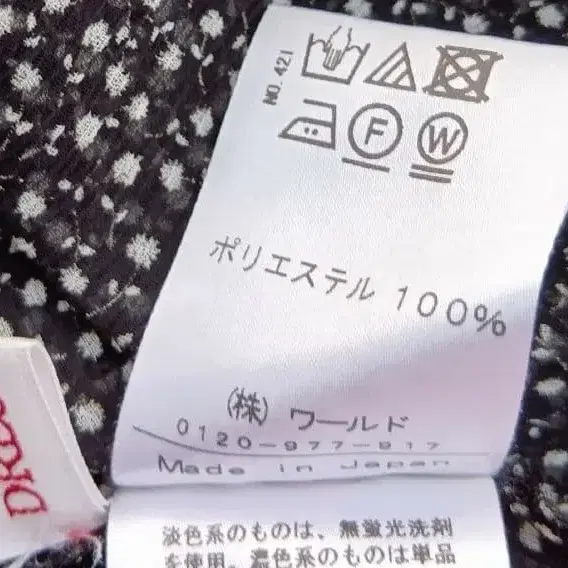 NO. 421
F
W
ポリエステル 100%
(株) ワールド
0120-977-917
Made in Japan
淡色系のものは、無蛍光洗剤
を使用。濃色系のものは単品